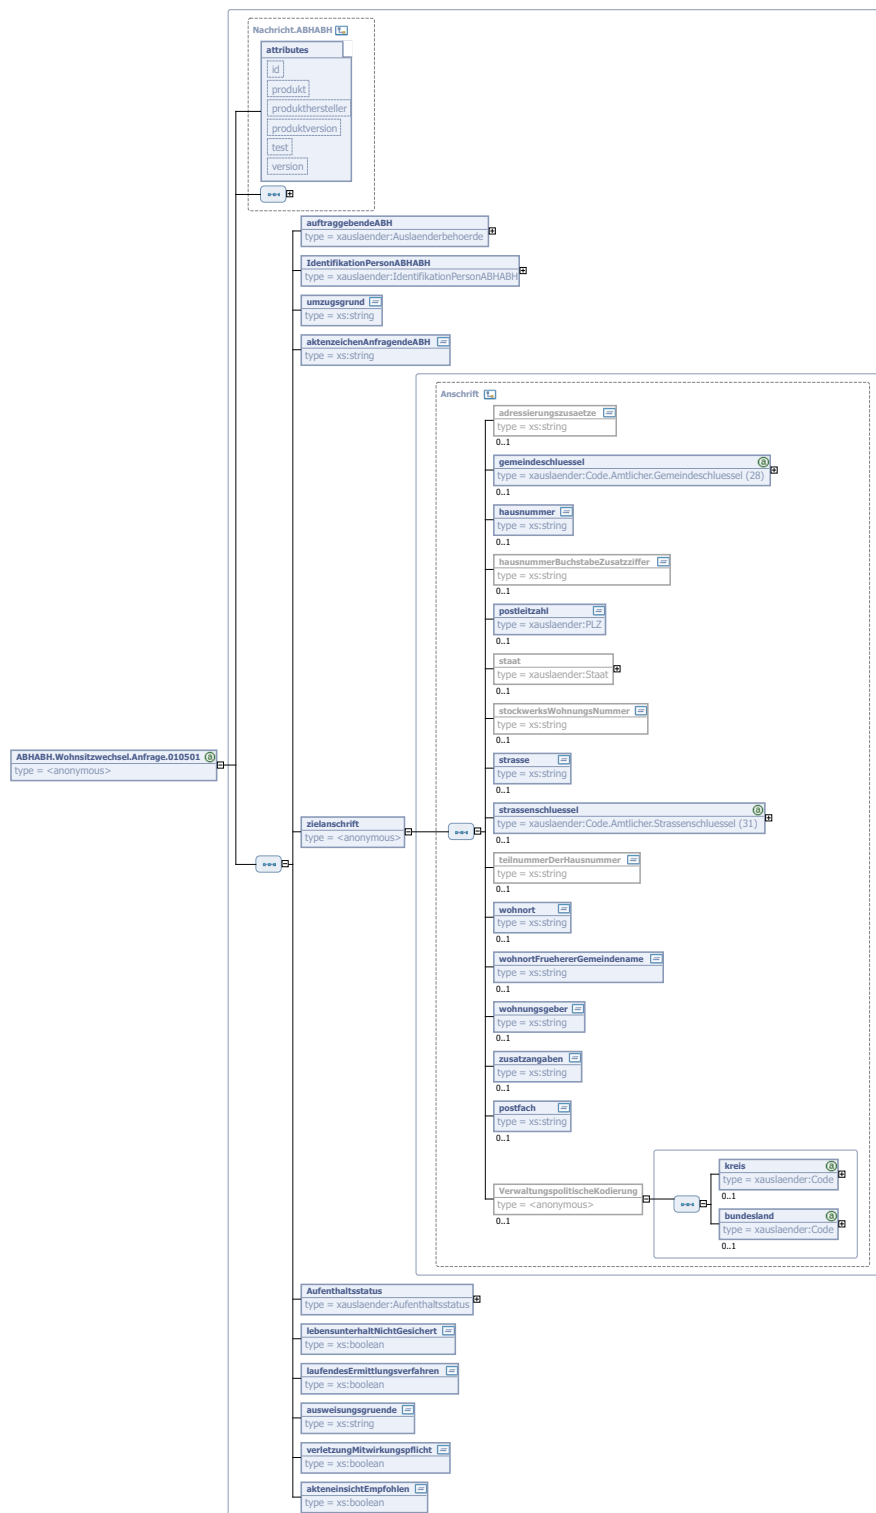 Nachricht.ABHABH
attributes
id
produkt
produkthersteller
produktversion
test
version
auftraggebendeABH
type = xauslaender:Auslaenderbehoerde
IdentifikationPersonABHABH
type = xauslaender:IdentifikationPersonABHABH
umzugsgrund
type = xs:string
aktenzeichenAnfragendeABH
type = xs:string
Anschrift
adressierungszusaetze
type = xs:string
0..1
gemeindeschluessel
type = xauslaender:Code.Amtlicher.Gemeindeschluessel (28)
0..1
hausnummer
type = xs:string
0..1
hausnummerBuchstabeZusatzziffer
type = xs:string
0..1
postleitzahl
type = xauslaender:PLZ
0..1
staat
type = xauslaender:Staat
0..1
stockwerksWohnungsNummer
type = xs:string
0..1
ABHABH.Wohnsitzwechsel.Anfrage.010501
type = <anonymous>
strasse
type = xs:string
0..1
zielanschrift
type = <anonymous>
strassenschluessel
type = xauslaender:Code.Amtlicher.Strassenschluessel (31)
0..1
teilnummerDerHausnummer
type = xs:string
0..1
wohnort
type = xs:string
0..1
wohnortFruehererGemeindename
type = xs:string
0..1
wohnungsgeber
type = xs:string
0..1
zusatzangaben
type = xs:string
0..1
postfach
type = xs:string
0..1
VerwaltungspolitischeKodierung
type = <anonymous>
0..1
kreis
type = xauslaender:Code
0..1
bundesland
type = xauslaender:Code
0..1
Aufenthaltsstatus
type = xauslaender:Aufenthaltsstatus
lebensunterhaltNichtGesichert
type = xs:boolean
laufendesErmittlungsverfahren
type = xs:boolean
ausweisungsgruende
type = xs:string
verletzungMitwirkungspflicht
type = xs:boolean
akteneinsichtEmpfohlen
type = xs:boolean